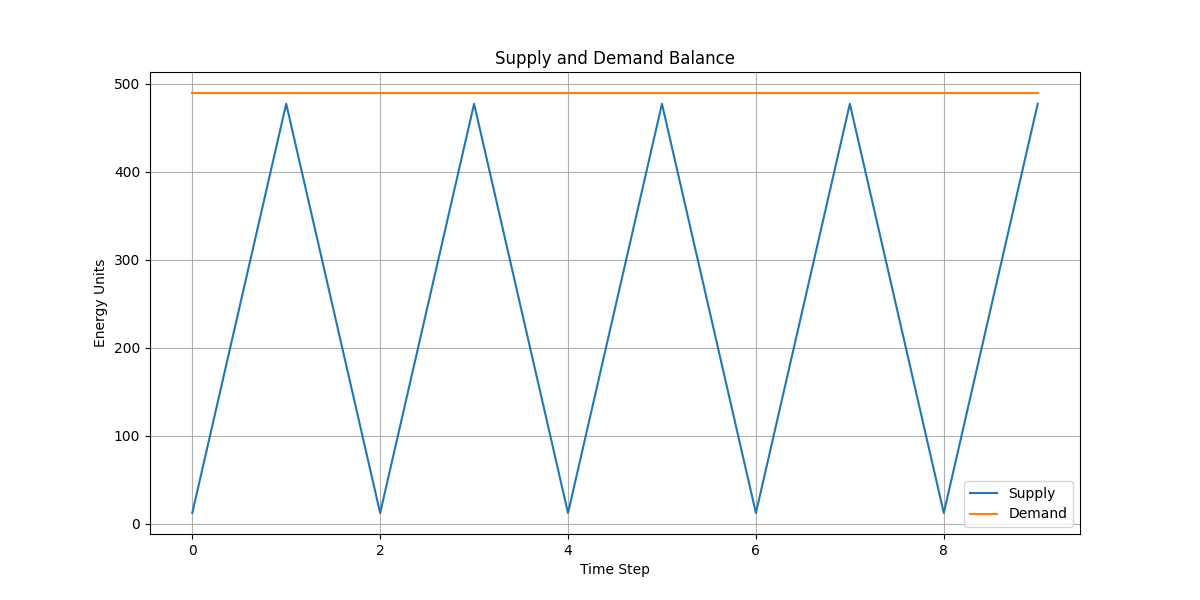 Supply and Demand Balance
Energy Units
500
400
300
200
100
0
0 2 4 6 8
Time Step
Supply
Demand